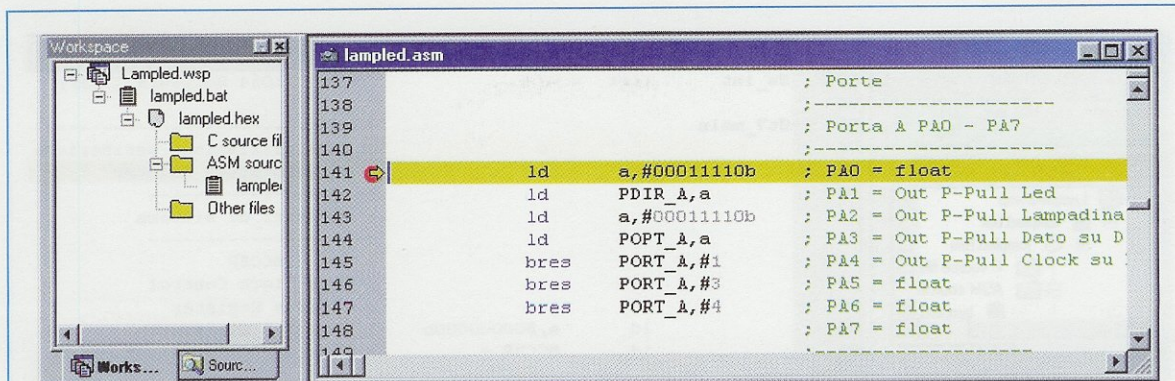 Workspace
Lampled.wsp
lampled.bat
lampled.hex
C source fil
ASM sourc
lample
Other files
Works...
Sourc...
lampled.asm
137 ; Porte
138 ;----------------------
139 ; Porta A PA0 - PA7
140 ;----------------------
141 ld a,#00011110b ; PA0 = float
142 ld PDIR_A,a ; PA1 = Out P-Pull Led
143 ld a,#00011110b ; PA2 = Out P-Pull Lampadina
144 ld POPT_A,a ; PA3 = Out P-Pull Dato su D
145 bres PORT_A,#1 ; PA4 = Out P-Pull Clock su
146 bres PORT_A,#3 ; PA5 = float
147 bres PORT_A,#4 ; PA6 = float
148 ; PA7 = float
149 ;--------------------